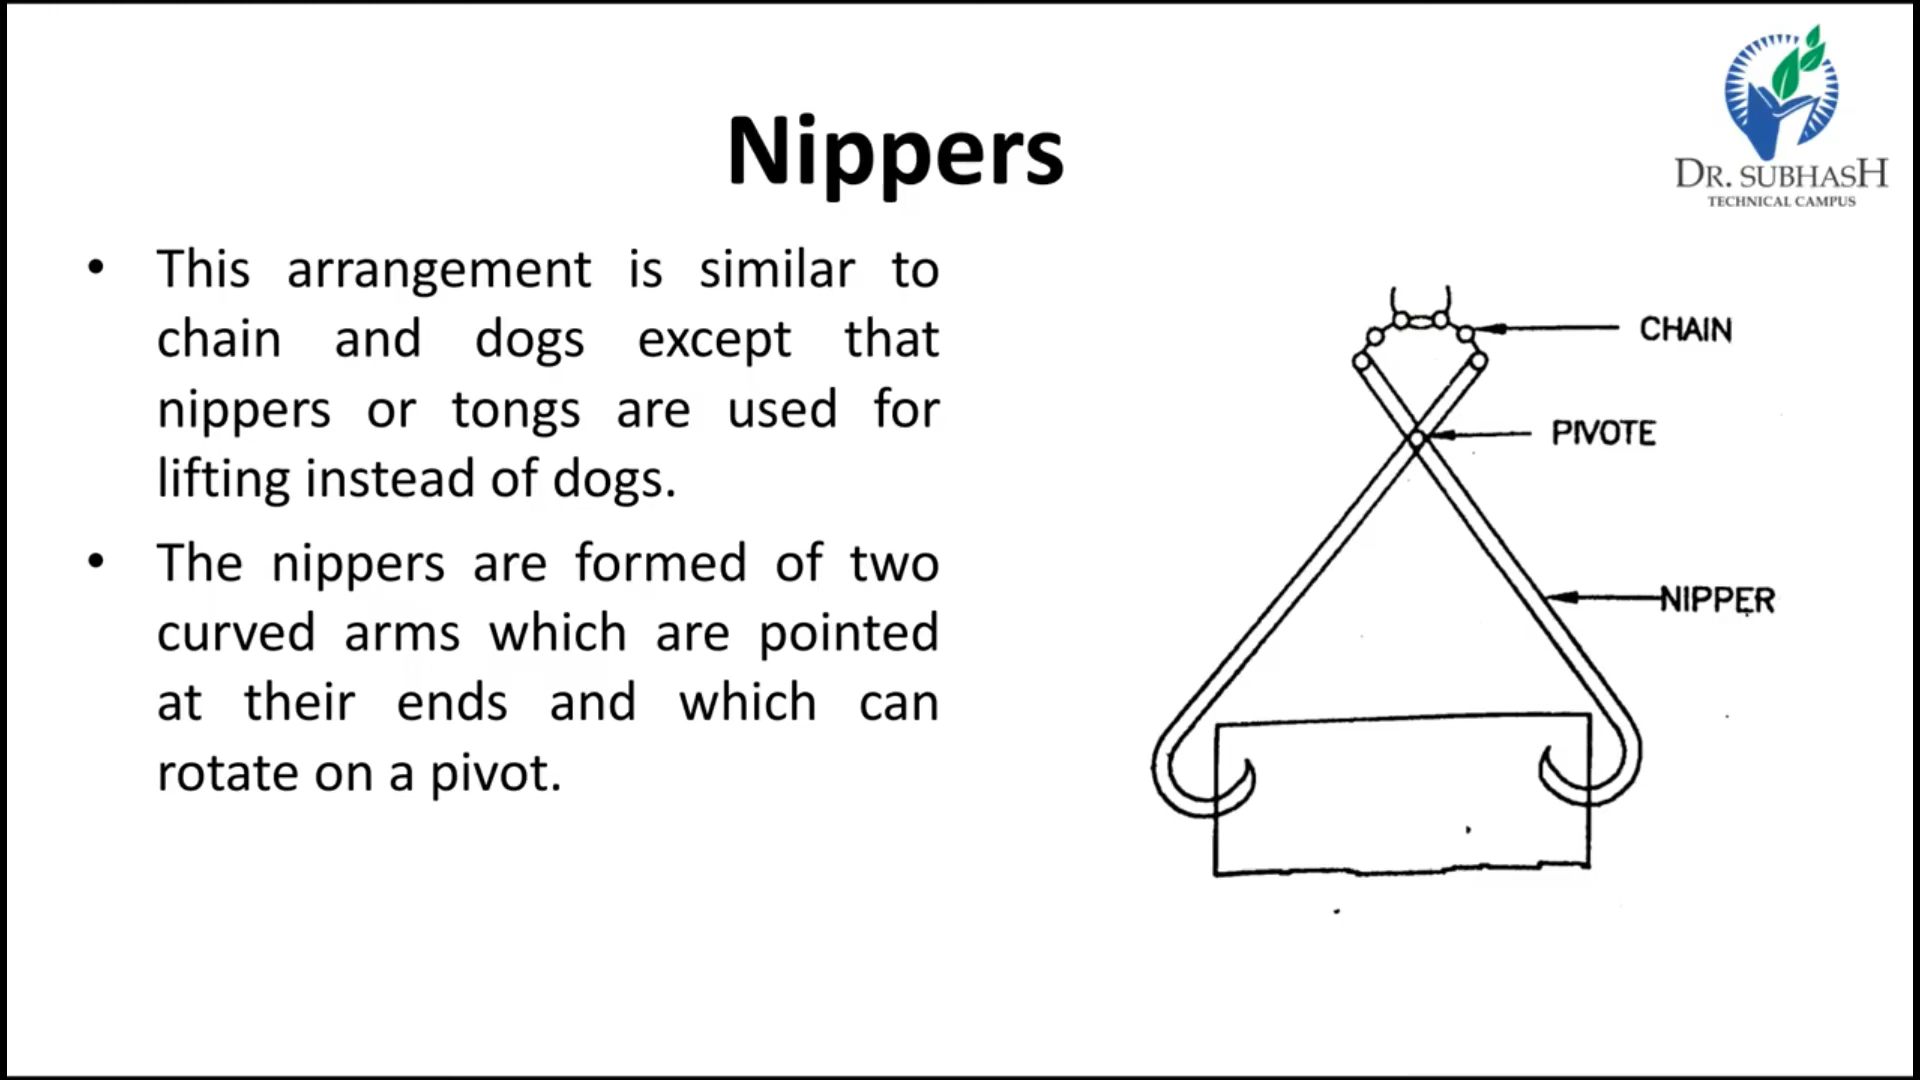 DR. SUBHASH
TECHNICAL CAMPUS
Nippers
• This arrangement is similar to
chain and dogs except that
nippers or tongs are used for
lifting instead of dogs.
• The nippers are formed of two
curved arms which are pointed
at their ends and which can
rotate on a pivot.
CHAIN
PIVOTE
NIPPER